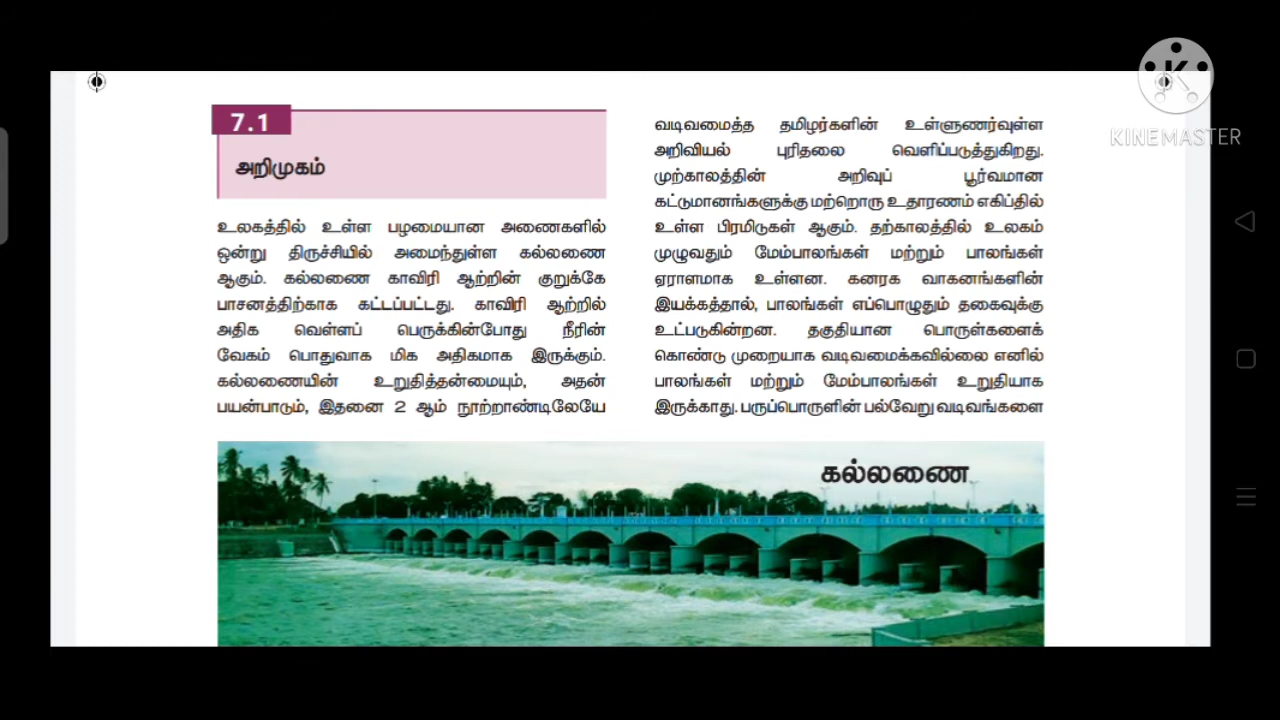 7.1
அறிமுகம்
உலகத்தில் உள்ள பழமையான அணைகளில்
ஒன்று திருச்சியில் அமைந்துள்ள கல்லணை
ஆகும். கல்லணை காவிரி ஆற்றின் குறுக்கே
பாசனத்திற்காக கட்டப்பட்டது. காவிரி ஆற்றில்
அதிக வெள்ளப் பெருக்கின்போது நீரின்
வேகம் பொதுவாக மிக அதிகமாக இருக்கும்.
கல்லணையின் உறுதித்தன்மையும், அதன்
பயன்பாடும், இதனை 2 ஆம் நூற்றாண்டிலேயே
வடிவமைத்த தமிழர்களின் உள்ளுணர்வுள்ள
அறிவியல் புரிதலை வெளிப்படுத்துகிறது.
முற்காலத்தின் அறிவுப் பூர்வமான
கட்டுமானங்களுக்கு மற்றொரு உதாரணம் எகிப்தில்
உள்ள பிரமிடுகள் ஆகும். தற்காலத்தில் உலகம்
முழுவதும் மேம்பாலங்கள் மற்றும் பாலங்கள்
ஏராளமாக உள்ளன. கனரக வாகனங்களின்
இயக்கத்தால், பாலங்கள் எப்பொழுதும் தகைவுக்கு
உட்படுகின்றன. தகுதியான பொருள்களைக்
கொண்டு முறையாக வடிவமைக்கவில்லை எனில்
பாலங்கள் மற்றும் மேம்பாலங்கள் உறுதியாக
இருக்காது. பருப்பொருளின் பல்வேறு வடிவங்களை
கல்லணை
K
KINEMASTER